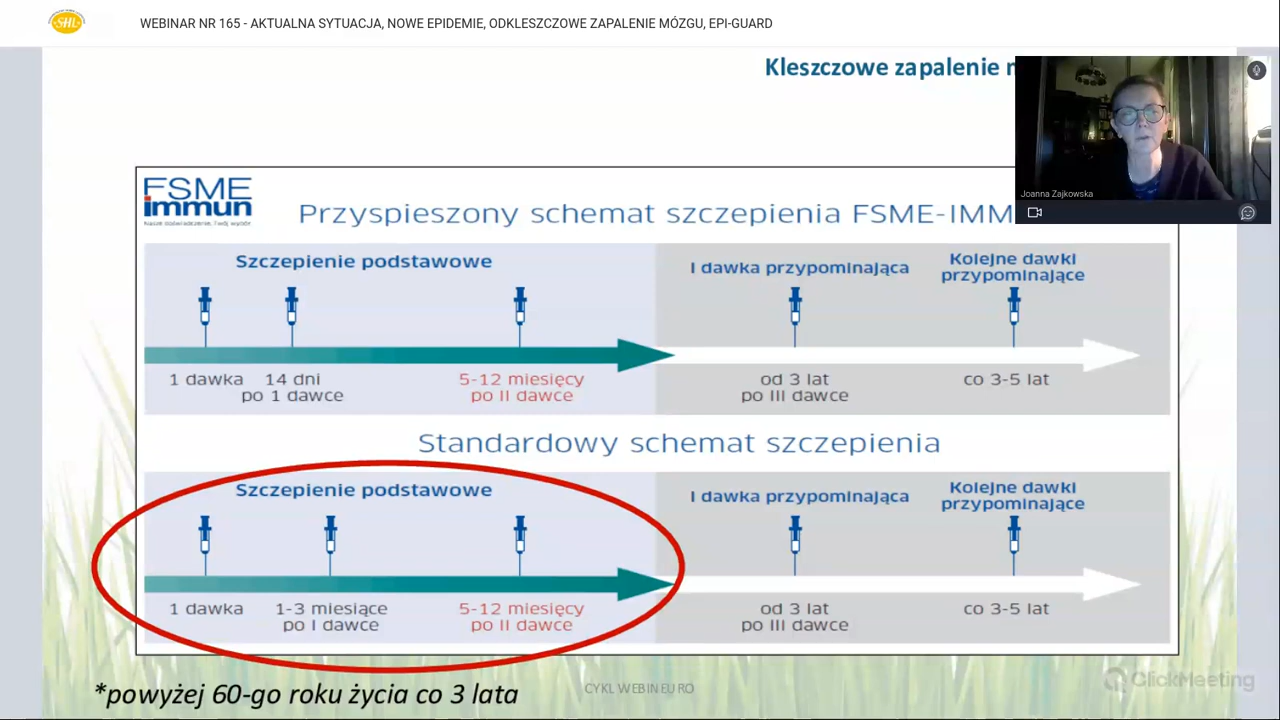 SHL
WEBINAR NR 165 - AKTUALNA SYTUACJA, NOWE EPIDEMIE, ODKLESZCZOWE ZAPALENIE MÓZGU, EPI-GUARD
Kleszczowe zapalenie
Joanna Zajkowska
FSME
immun
Nasze doświadczenie, Twój wybór
Przyspieszony schemat szczepienia FSME-IMM
Szczepienie podstawowe
I dawka przypominająca
Kolejne dawki
przypominające
1 dawka
14 dni
po 1 dawce
5-12 miesięcy
po II dawce
od 3 lat
po III dawce
co 3-5 lat
Standardowy schemat szczepienia
Szczepienie podstawowe
I dawka przypominająca
Kolejne dawki
przypominające
1 dawka
1-3 miesiące
po I dawce
5-12 miesięcy
po II dawce
od 3 lat
po III dawce
co 3-5 lat
*powyżej 60-go roku życia co 3 lata
CYKL WEBINEURO
ClickMeeting